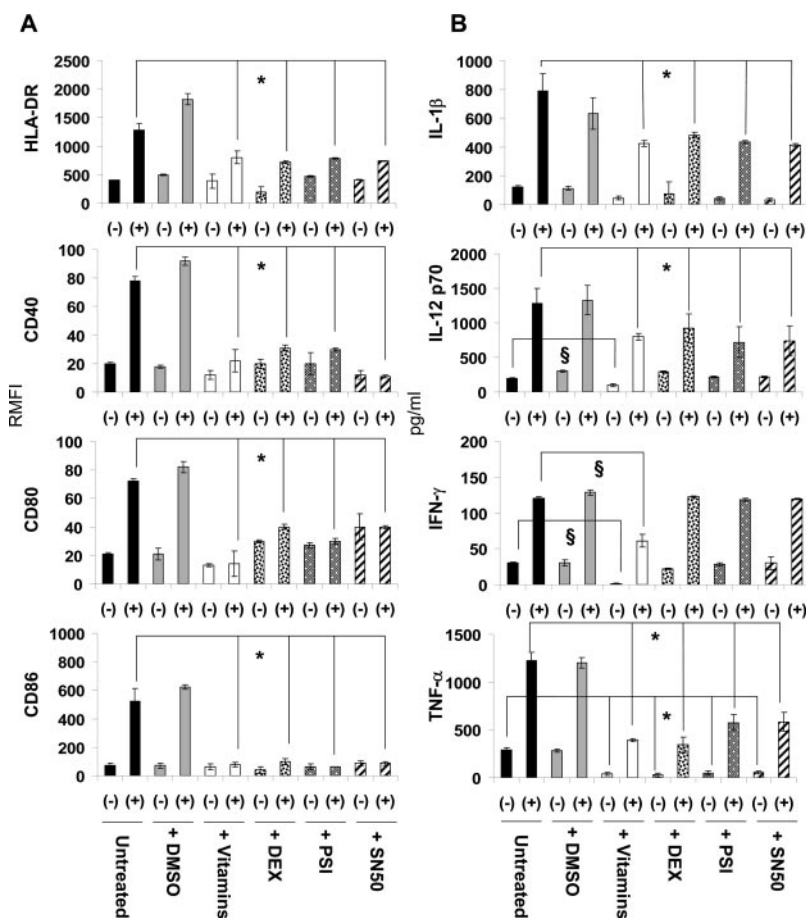 A
HLA-DR
2500
2000
1500
1000
500
0
*
(-) (+) (-) (+) (-) (+) (-) (+) (-) (+) (-) (+)
CD40
100
80
60
40
20
0
*
(-) (+) (-) (+) (-) (+) (-) (+) (-) (+) (-) (+)
RMFI
CD80
100
80
60
40
20
0
*
(-) (+) (-) (+) (-) (+) (-) (+) (-) (+) (-) (+)
CD86
1000
800
600
400
200
0
*
(-) (+) (-) (+) (-) (+) (-) (+) (-) (+) (-) (+)
Untreated
+ DMSO
+ Vitamins
+ DEX
+ PSI
+ SN50
B
IL-1β
1000
800
600
400
200
0
*
(-) (+) (-) (+) (-) (+) (-) (+) (-) (+) (-) (+)
IL-12 p70
2000
1500
1000
500
0
*
§
(-) (+) (-) (+) (-) (+) (-) (+) (-) (+) (-) (+)
pg/ml
IFN-γ
200
150
100
50
0
§
§
(-) (+) (-) (+) (-) (+) (-) (+) (-) (+) (-) (+)
TNF-α
1500
1000
500
0
*
*
(-) (+) (-) (+) (-) (+) (-) (+) (-) (+) (-) (+)
Untreated
+ DMSO
+ Vitamins
+ DEX
+ PSI
+ SN50